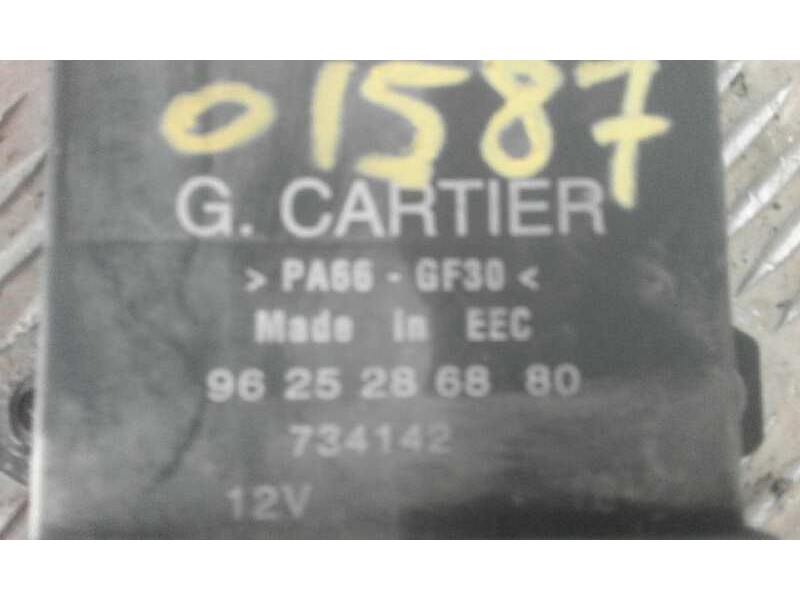 01587
G. CARTIER
> PA66 - GF30 <
Made in EEC
96 25 28 68 80
734142
12V